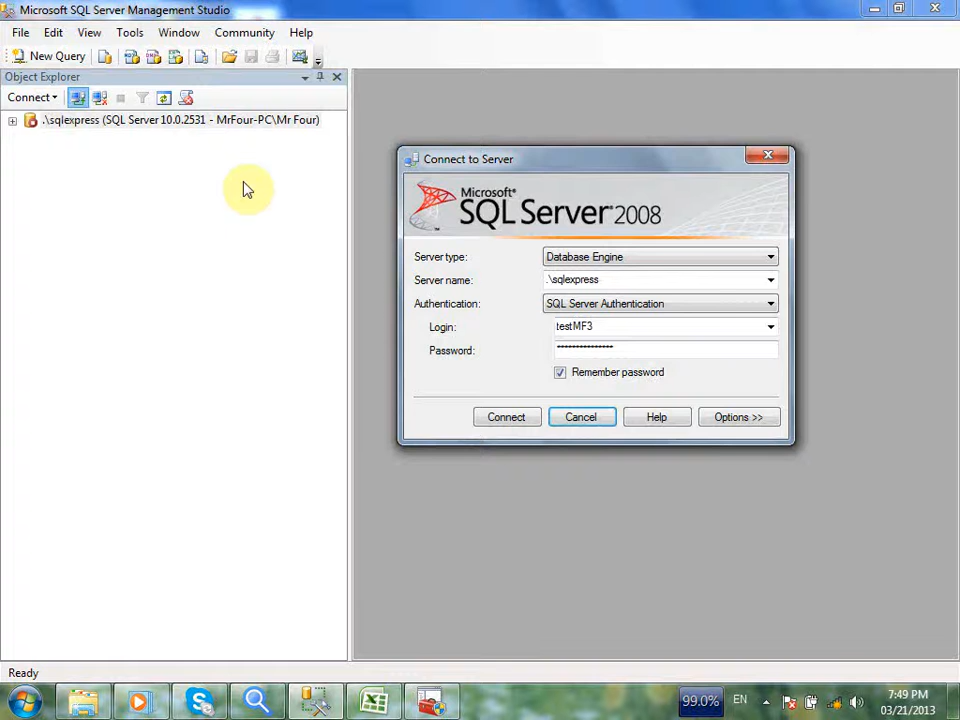 Microsoft SQL Server Management Studio
File Edit View Tools Window Community Help
New Query
Object Explorer
Connect
.\sqlexpress (SQL Server 10.0.2531 - MrFour-PC\Mr Four)
Connect to Server
Microsoft®
SQL Server® 2008
Server type: Database Engine
Server name: .\sqlexpress
Authentication: SQL Server Authentication
Login: testMF3
Password: ***************
Remember password
Connect Cancel Help Options >>
Ready
99.0% EN 7:49 PM
03/21/2013